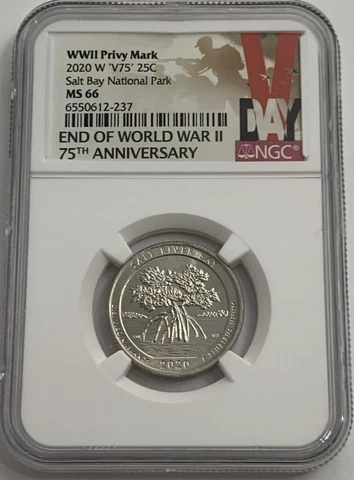 WWII Privy Mark
2020 W 'V75' 25C
Salt Bay National Park
MS 66
6550612-237
V
DAY
END OF WORLD WAR II
75TH ANNIVERSARY
NGC
SALT RIVER BAY
2020